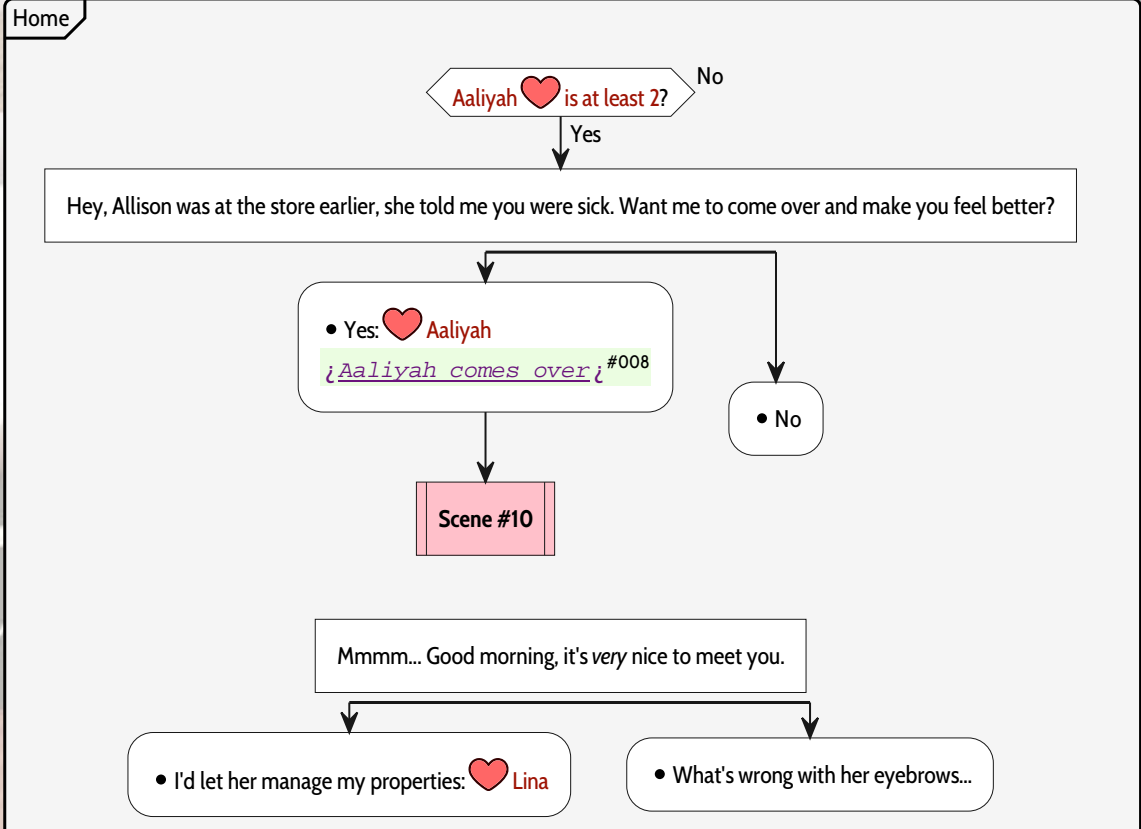 Home
Aaliyah is at least 2?
No
Yes
Hey, Allison was at the store earlier, she told me you were sick. Want me to come over and make you feel better?
• Yes: Aaliyah
¿Aaliyah comes over¿#008
• No
Scene #10
Mmmm... Good morning, it's very nice to meet you.
• I'd let her manage my properties: Lina
• What's wrong with her eyebrows...